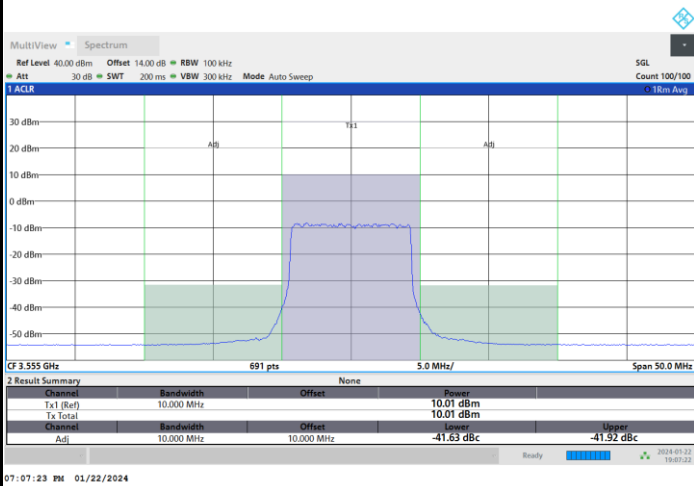 MultiView Spectrum
Ref Level 40.00 dBm Offset 14.00 dB RBW 100 kHz SGL
Att 30 dB SWT 200 ms VBW 300 kHz Mode Auto Sweep Count 100/100
1 ACLR 1Rm Avg
30 dBm
Tx1
20 dBm Adj Adj
10 dBm
0 dBm
-10 dBm
-20 dBm
-30 dBm
-40 dBm
-50 dBm
CF 3.555 GHz 691 pts 5.0 MHz/ Span 50.0 MHz
2 Result Summary None
Channel Bandwidth Offset Power
Tx1 (Ref) 10.000 MHz 10.01 dBm
Tx Total 10.01 dBm
Channel Bandwidth Offset Lower Upper
Adj 10.000 MHz 10.000 MHz -41.63 dBc -41.92 dBc
Ready 2024-01-22
19:07:22
07:07:23 PM 01/22/2024